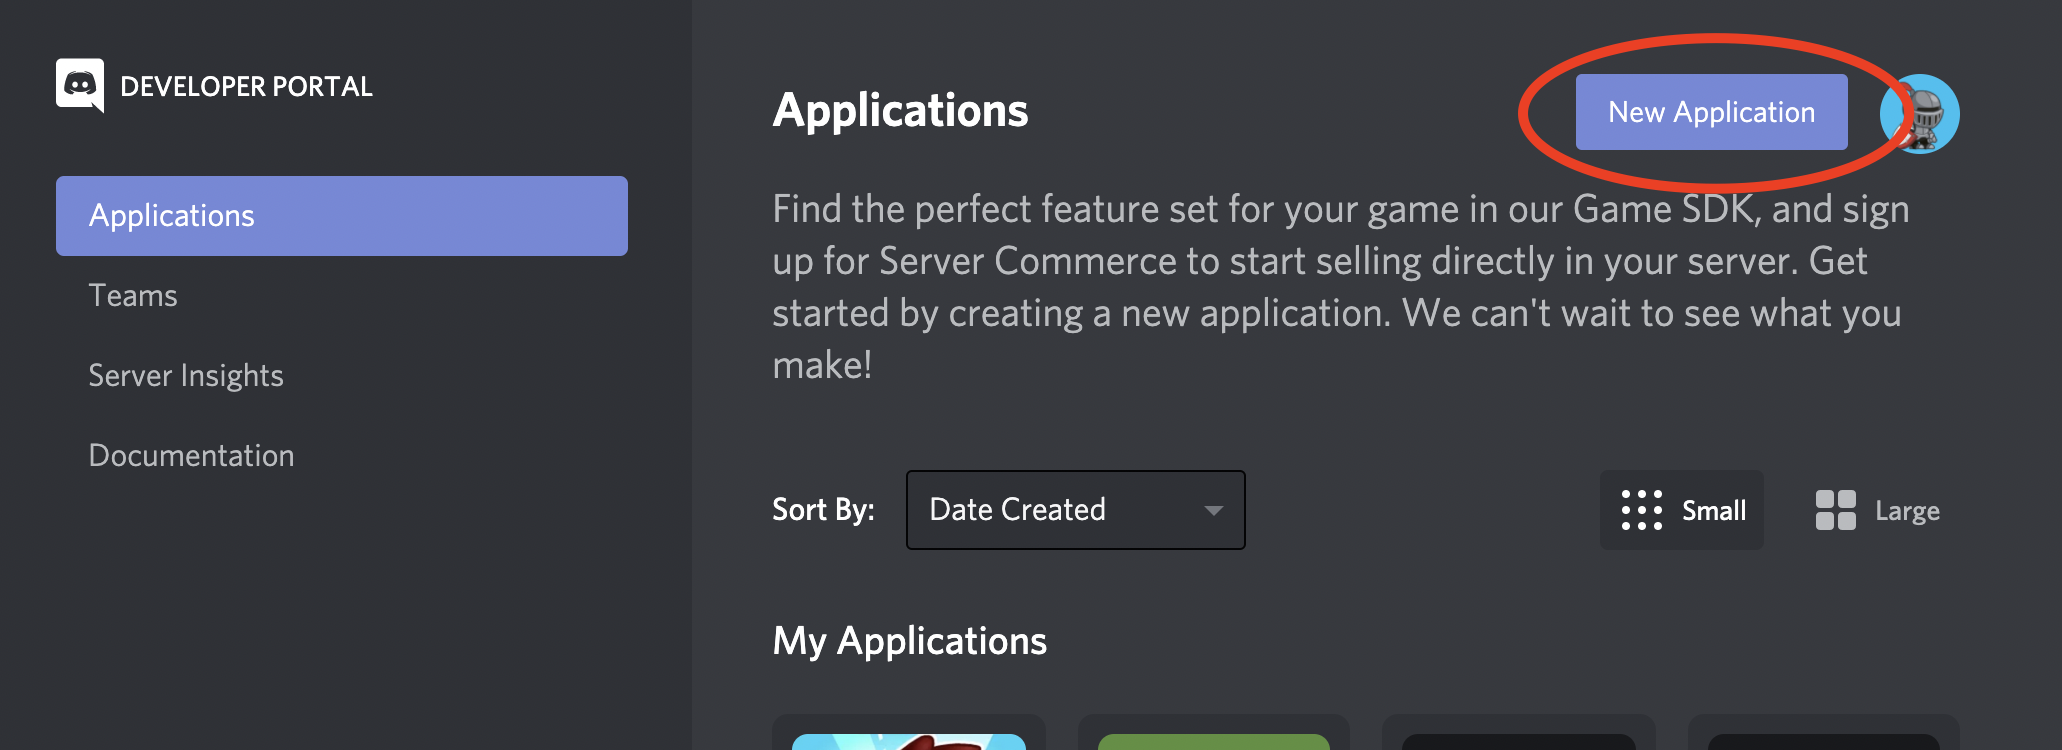 DEVELOPER PORTAL
Applications
Teams
Server Insights
Documentation
Applications
New Application
Find the perfect feature set for your game in our Game SDK, and sign
up for Server Commerce to start selling directly in your server. Get
started by creating a new application. We can't wait to see what you
make!
Sort By:
Date Created
Small
Large
My Applications